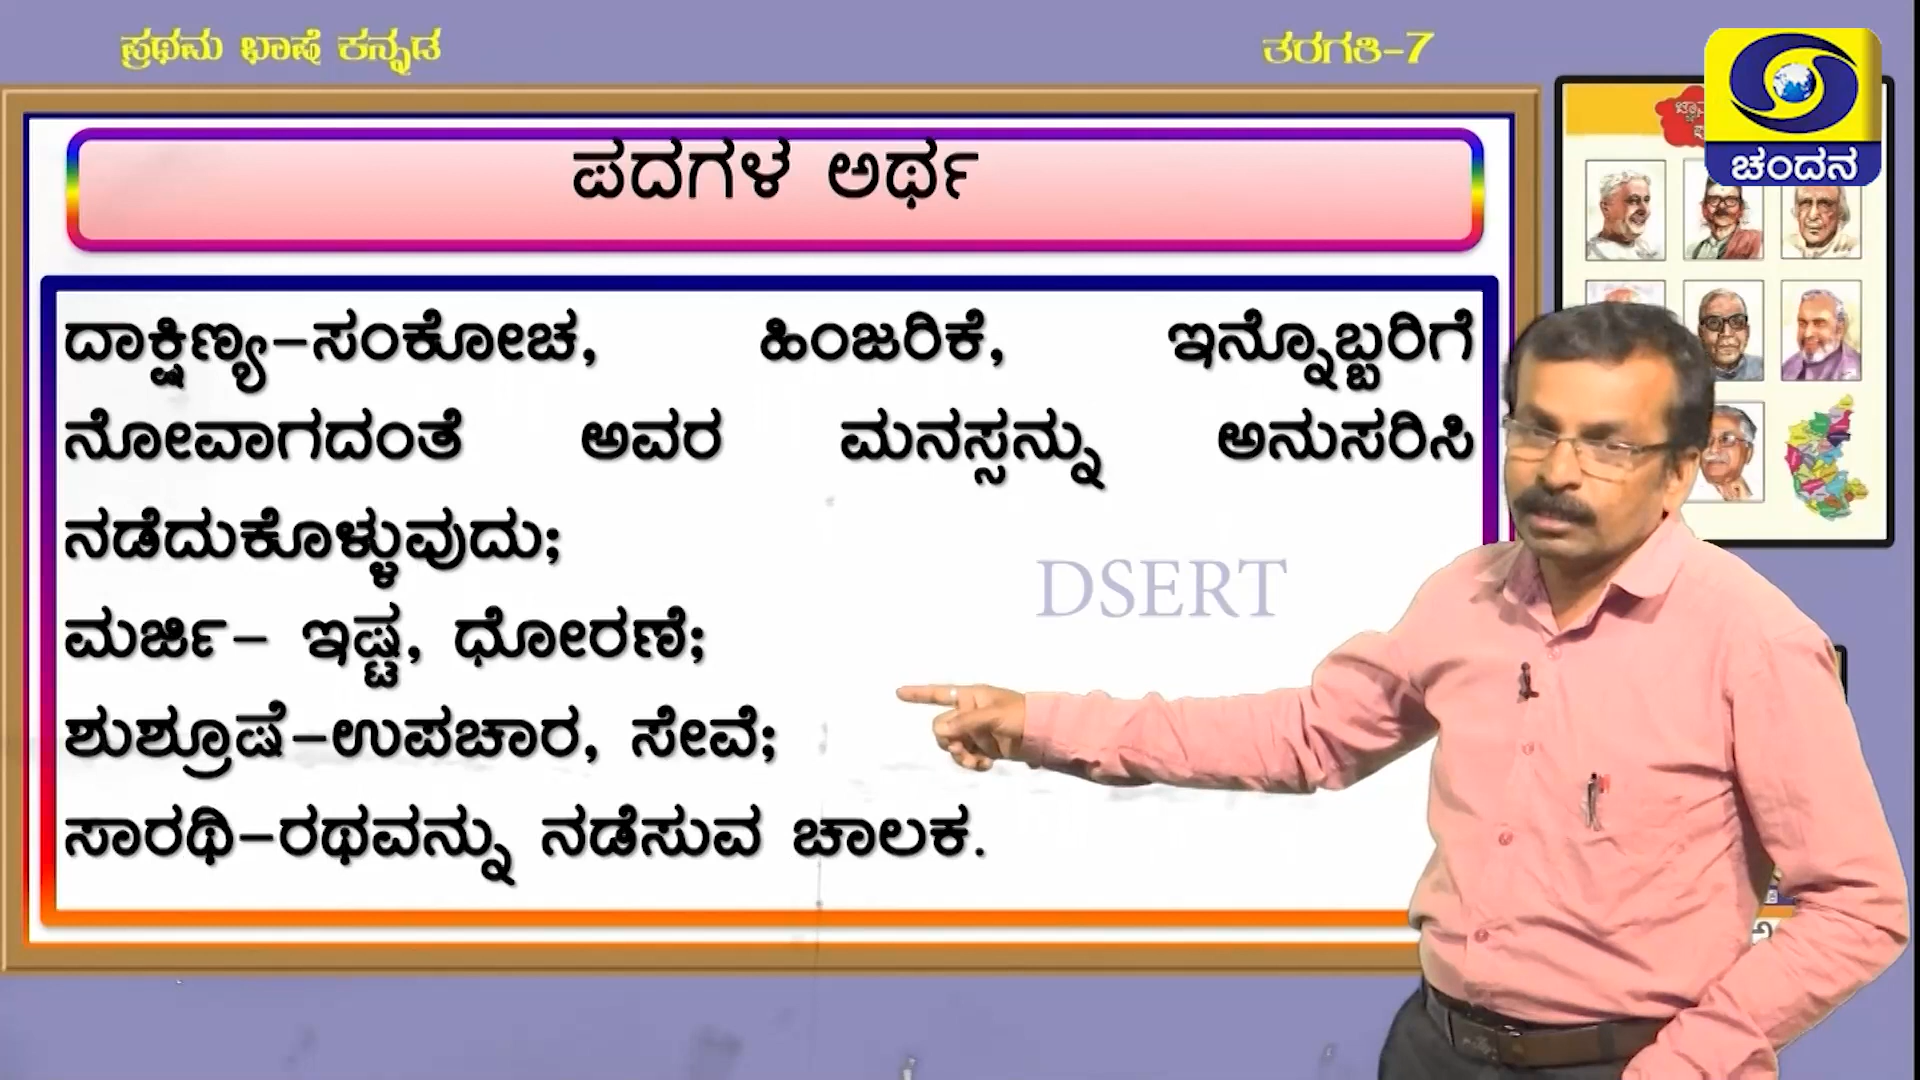 ಪ್ರಥಮ ಭಾಷೆ ಕನ್ನಡ
ತರಗತಿ-7
ಚಂದನ
ಪದಗಳ ಅರ್ಥ
ದಾಕ್ಷಿಣ್ಯ-ಸಂಕೋಚ, ಹಿಂಜರಿಕೆ, ಇನ್ನೊಬ್ಬರಿಗೆ
ನೋವಾಗದಂತೆ ಅವರ ಮನಸ್ಸನ್ನು ಅನುಸರಿಸಿ
ನಡೆದುಕೊಳ್ಳುವುದು;
DSERT
ಮರ್ಜಿ- ಇಷ್ಟ, ಧೋರಣೆ;
ಶುಶ್ರೂಷೆ-ಉಪಚಾರ, ಸೇವೆ;
ಸಾರಥಿ-ರಥವನ್ನು ನಡೆಸುವ ಚಾಲಕ.